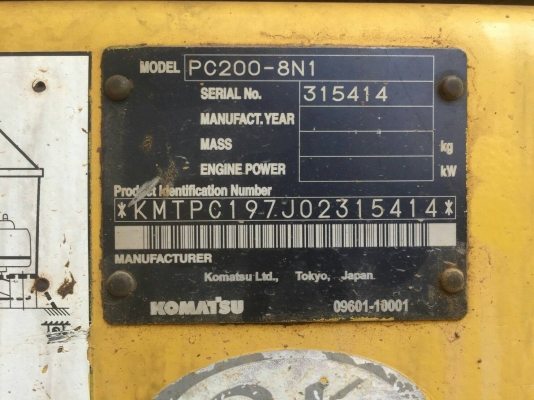 MODEL PC200-8N1
SERIAL No. 315414
MANUFACT.YEAR
MASS kg
ENGINE POWER kW
Product Identification Number
*KMTPC197J02315414*
MANUFACTURER
Komatsu Ltd., Tokyo, Japan
KOMATSU 09601-10001